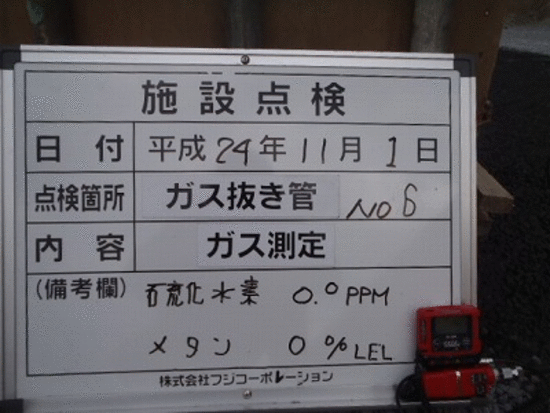 施設点検
日付 平成24年11月1日
点検箇所 ガス抜き管 NO6
内容 ガス測定
(備考欄) 石硫化水素 0.0 PPM
メタン 0 % LEL
株式会社フジコーポレーション